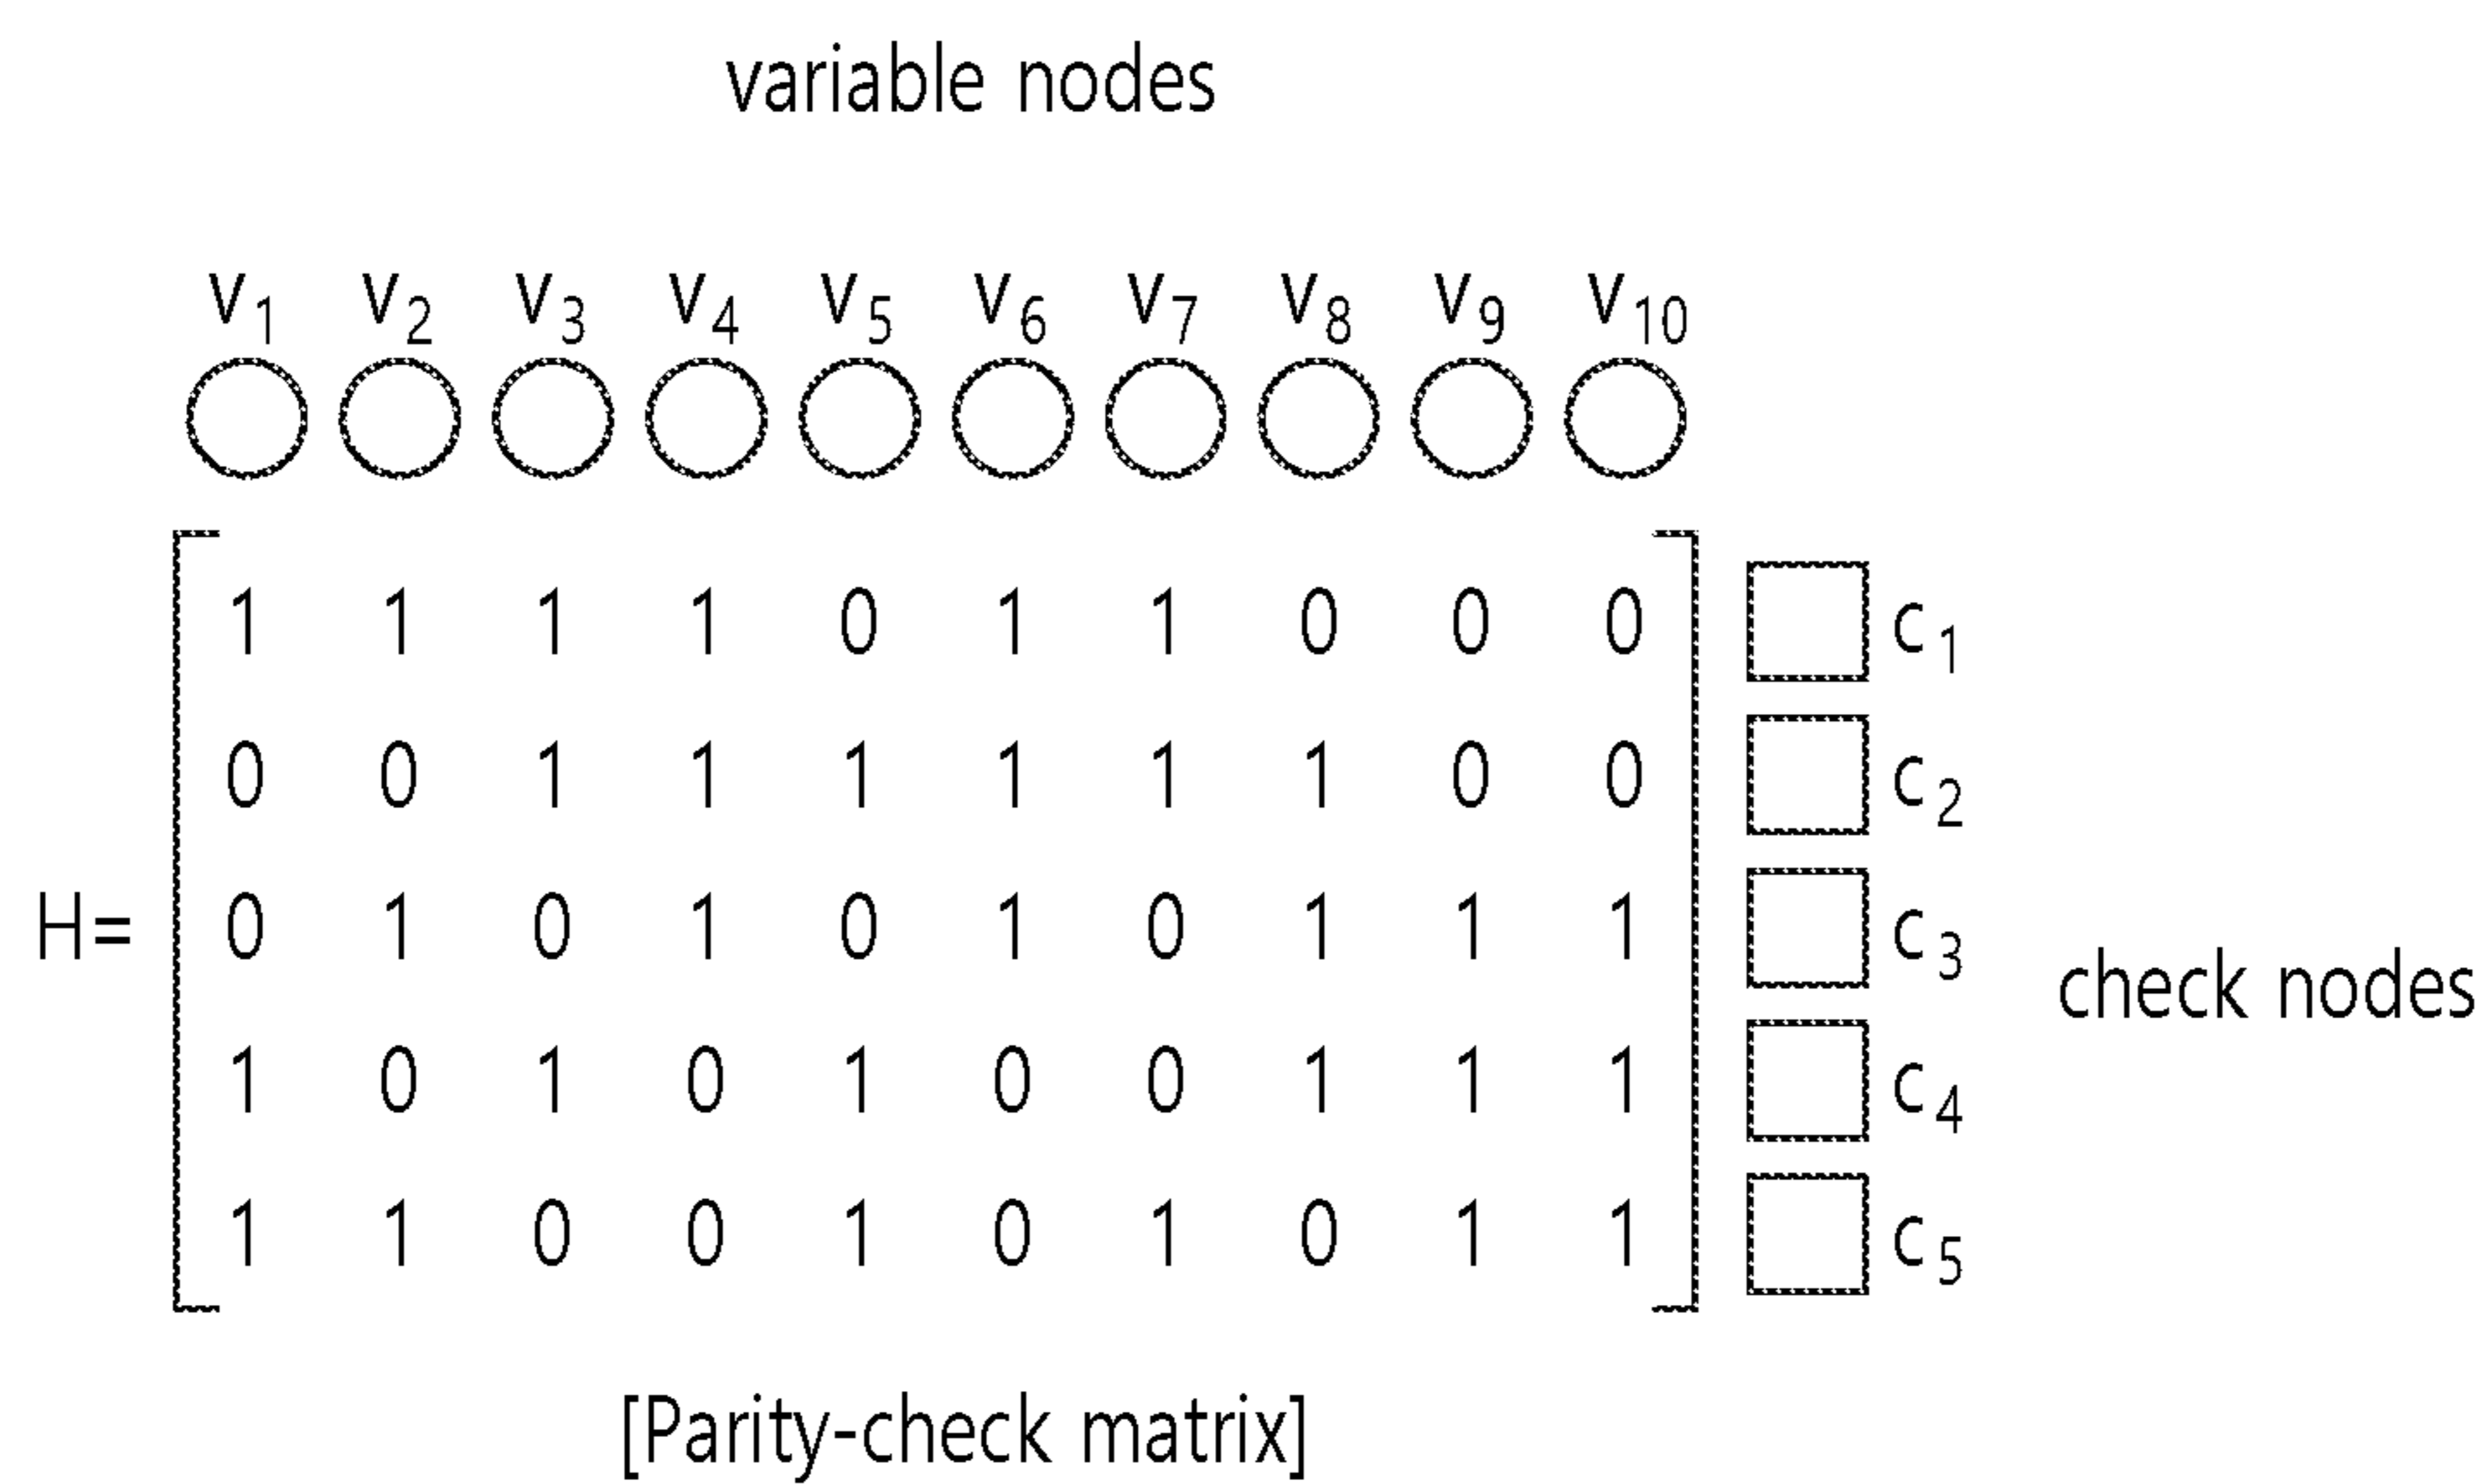 variable nodes
v1 v2 v3 v4 v5 v6 v7 v8 v9 v10
1 1 1 1 0 1 1 0 0 0 c1
0 0 1 1 1 1 1 1 0 0 c2
H= 0 1 0 1 0 1 0 1 1 1 c3
check nodes
1 0 1 0 1 0 0 1 1 1 c4
1 1 0 0 1 0 1 0 1 1 c5
[Parity-check matrix]